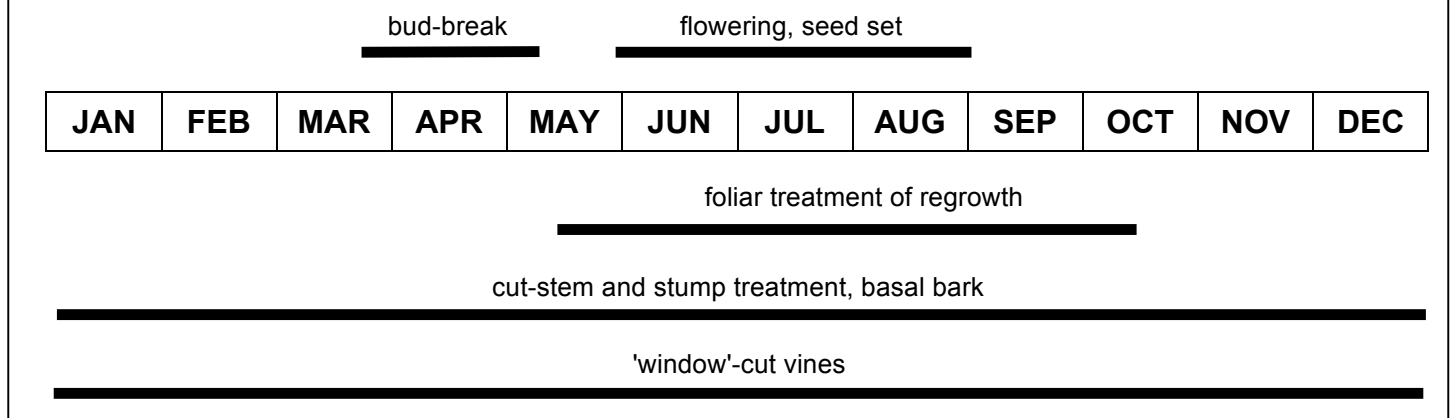 bud-break flowering, seed set
JAN FEB MAR APR MAY JUN JUL AUG SEP OCT NOV DEC
foliar treatment of regrowth
cut-stem and stump treatment, basal bark
'window'-cut vines